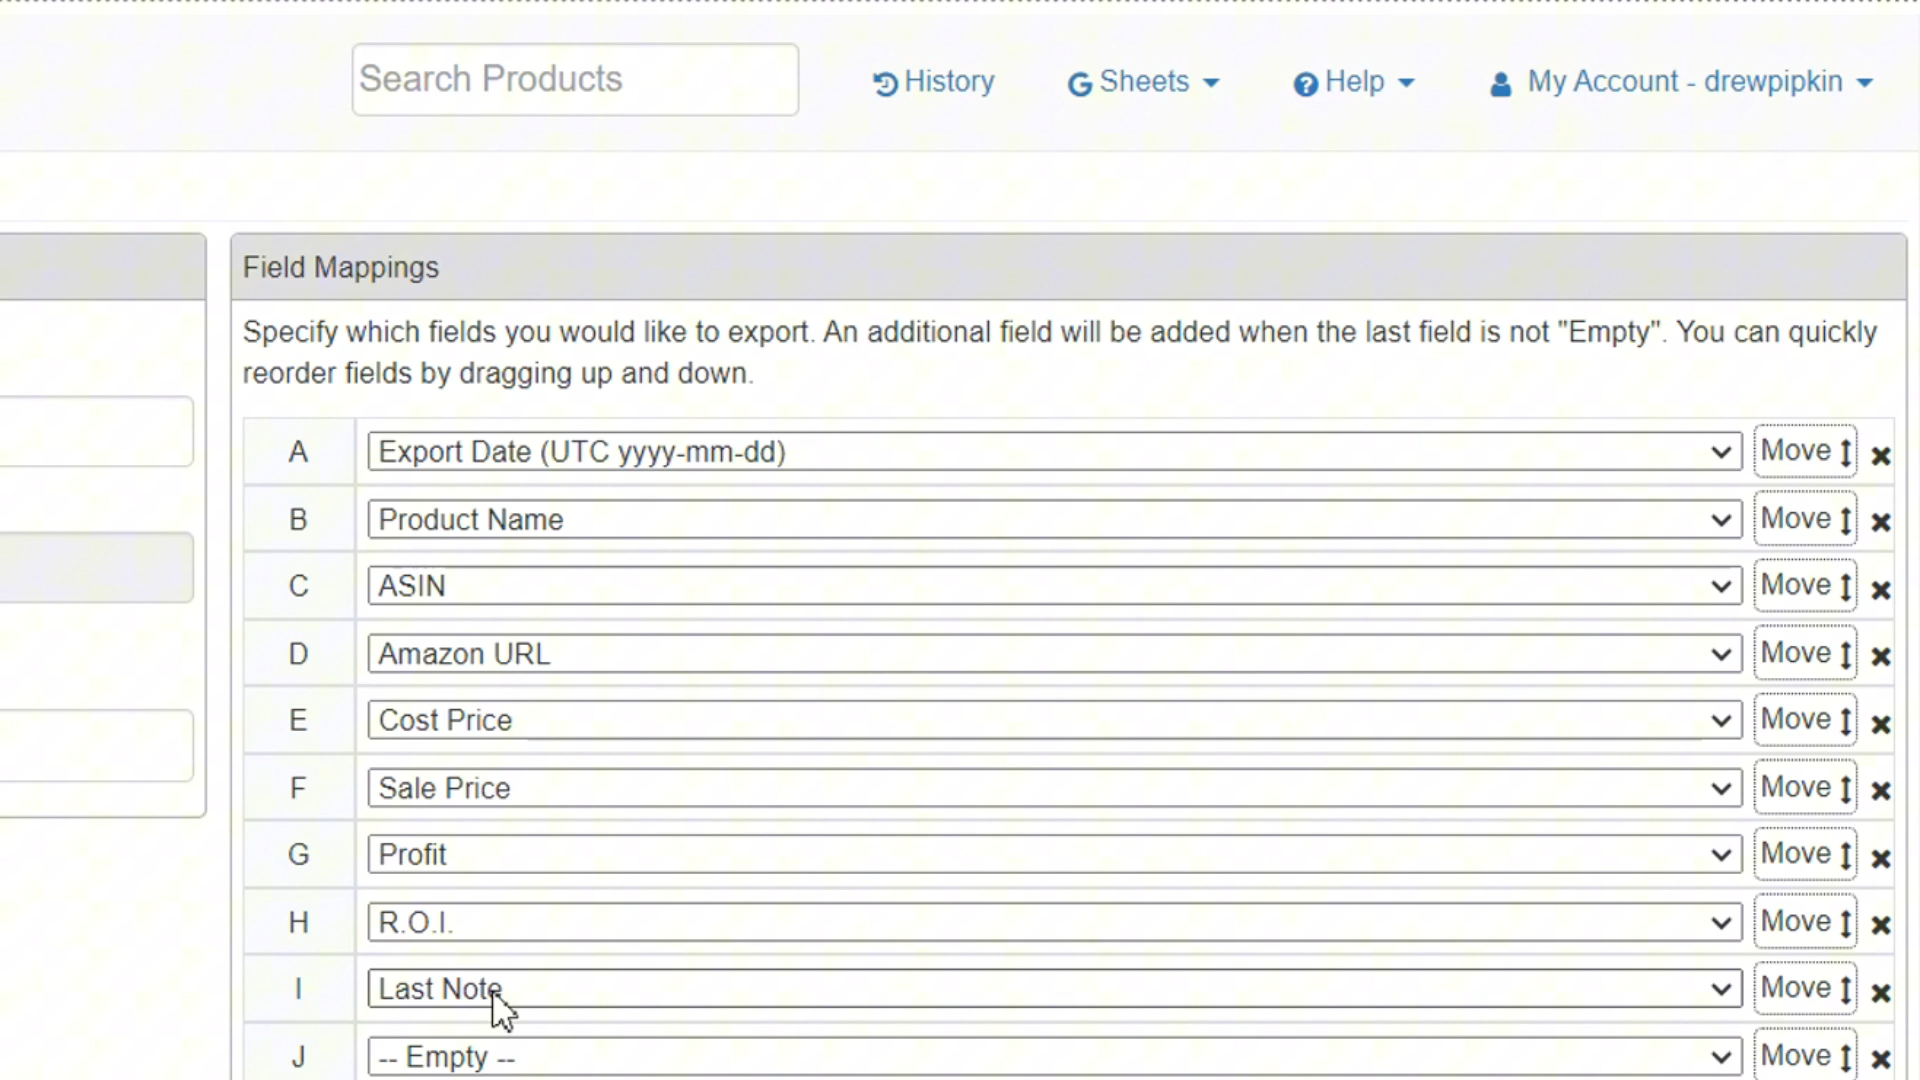 Search Products
History
Sheets
Help
My Account - drewpipkin
Field Mappings
Specify which fields you would like to export. An additional field will be added when the last field is not "Empty". You can quickly
reorder fields by dragging up and down.
A Export Date (UTC yyyy-mm-dd) Move
B Product Name Move
C ASIN Move
D Amazon URL Move
E Cost Price Move
F Sale Price Move
G Profit Move
H R.O.I. Move
I Last Note Move
J -- Empty -- Move